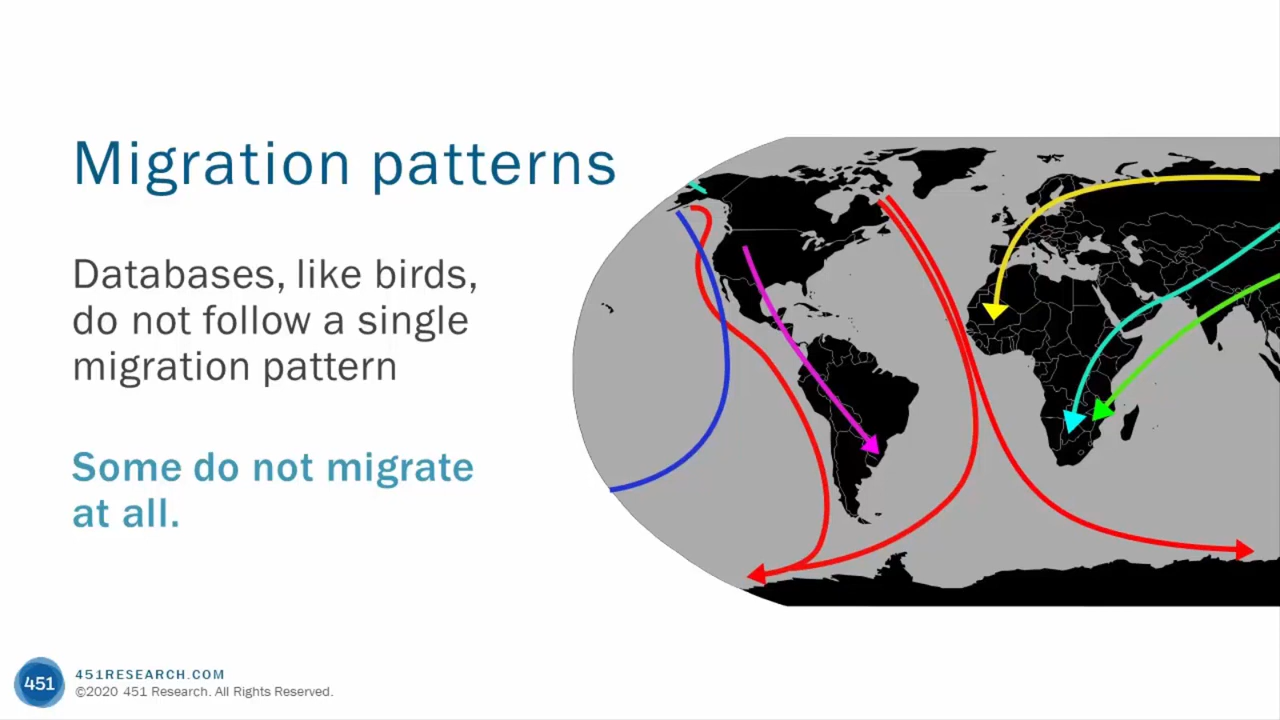 Migration patterns
Databases, like birds,
do not follow a single
migration pattern
Some do not migrate
at all.
451
451RESEARCH.COM
©2020 451 Research. All Rights Reserved.